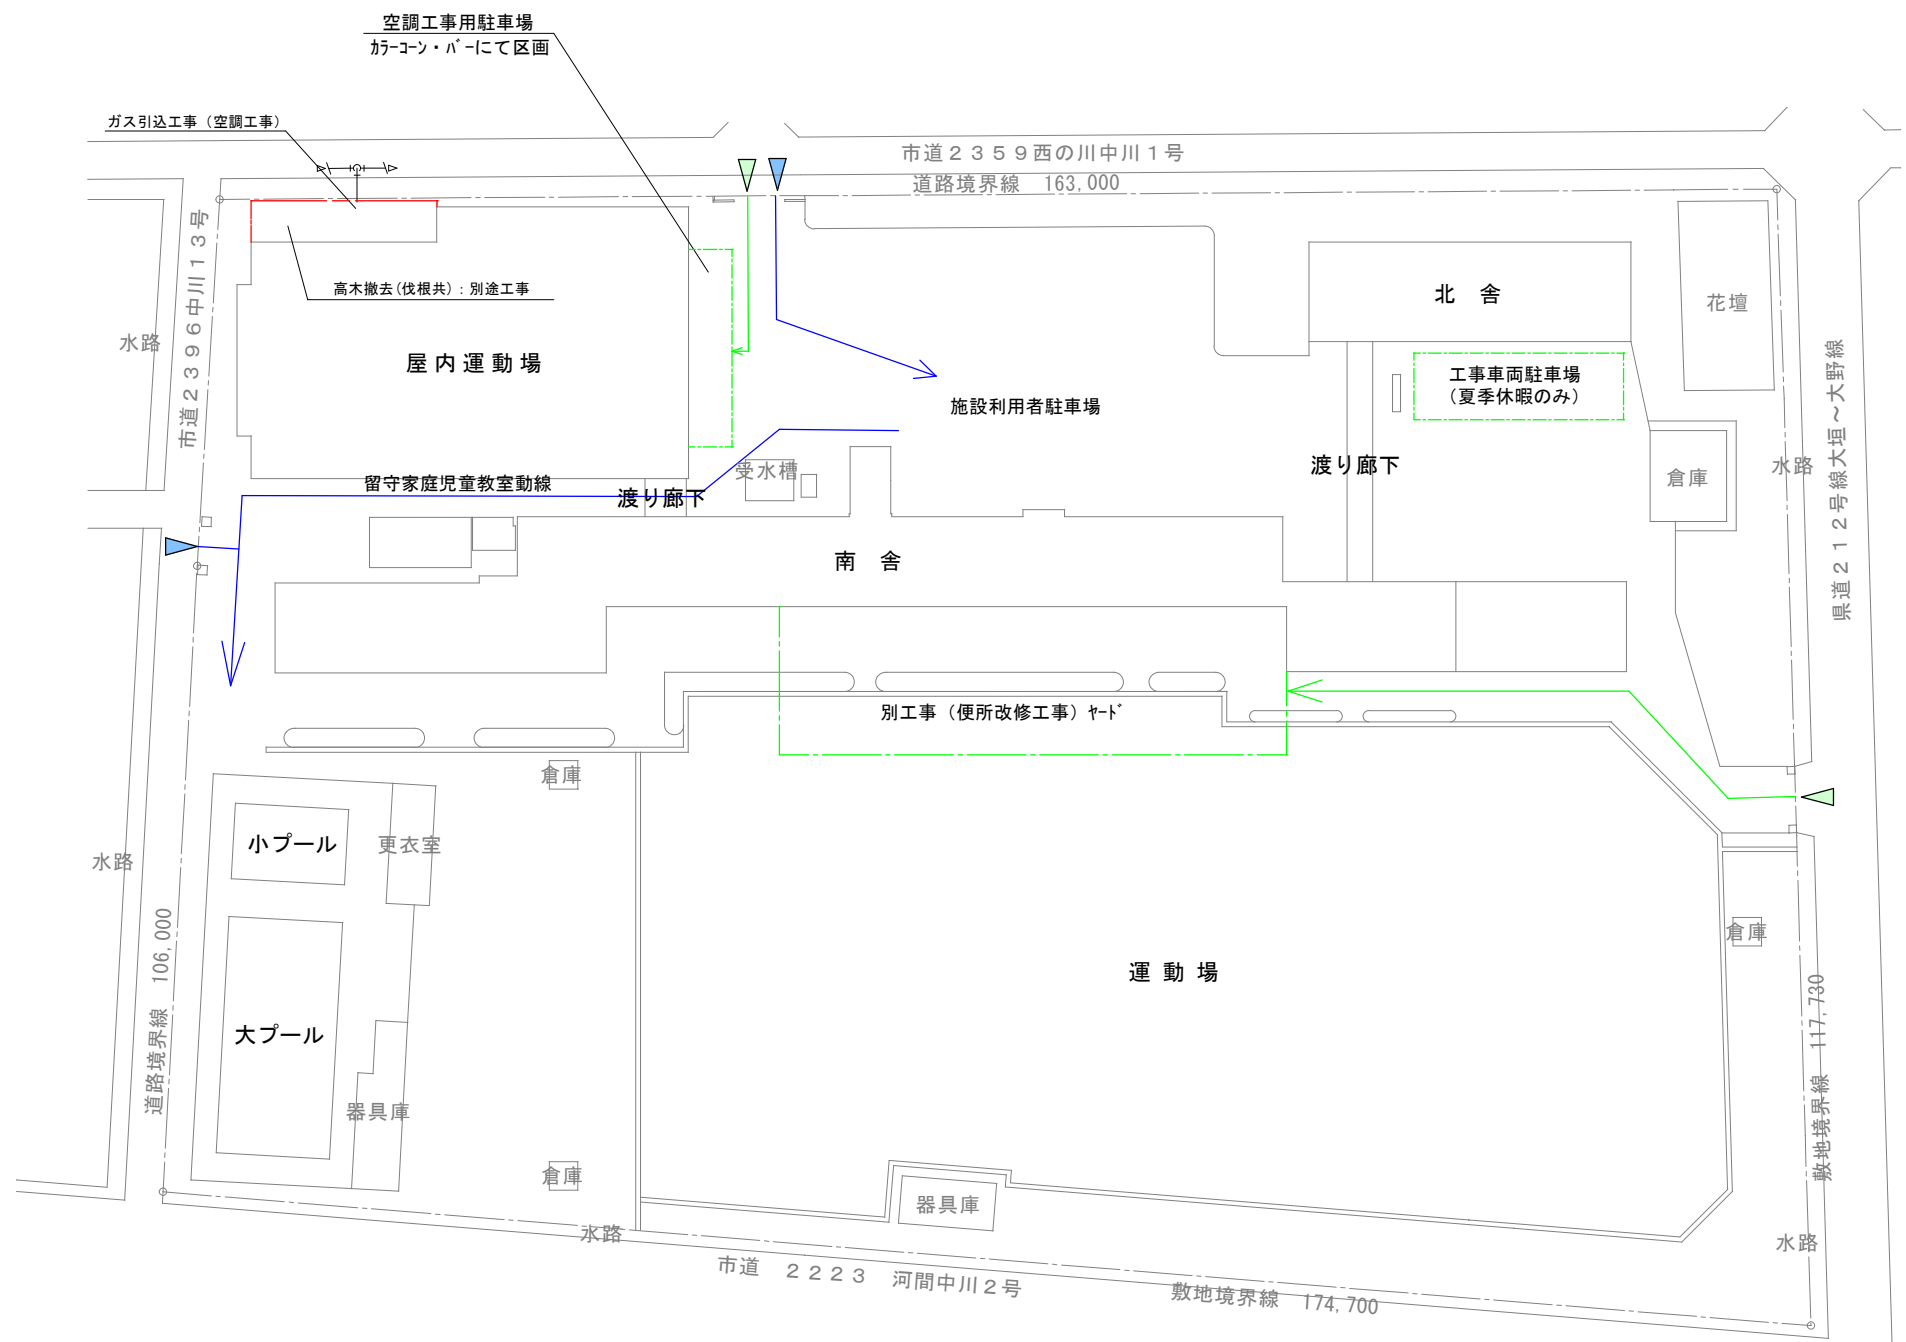 空調工事用駐車場
ｶﾗｰｺｰﾝ・ﾊﾞｰにて区画
ガス引込工事（空調工事）
市道２３５９西の川中川１号
道路境界線　163,000
市道２３９６中川１３号
高木撤去(伐根共)：別途工事
水路
屋 内 運 動 場
北　舎
花壇
工事車両駐車場
（夏季休暇のみ）
施設利用者駐車場
県道２１２号線大垣～大野線
渡り廊下
水路
倉庫
受水槽
留守家庭児童教室動線
渡り廊下
南　舎
別工事（便所改修工事）ﾔｰﾄﾞ
倉庫
小プール
更衣室
水路
道路境界線　106,000
大プール
器具庫
運 動 場
倉庫
敷地境界線　117,730
倉庫
器具庫
水路
水路
市道　２２２３　河間中川２号
敷地境界線　174,700